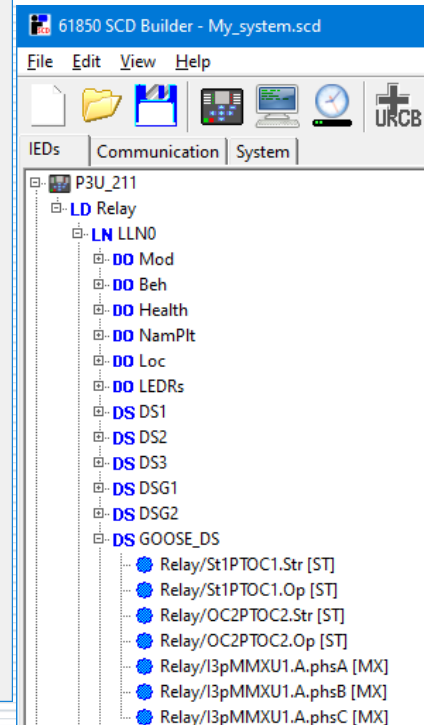 61850 SCD Builder - My_system.scd
File Edit View Help
URCB
IEDs Communication System
P3U_211
LD Relay
LN LLN0
DO Mod
DO Beh
DO Health
DO NamPlt
DO Loc
DO LEDRs
DS DS1
DS DS2
DS DS3
DS DSG1
DS DSG2
DS GOOSE_DS
Relay/St1PTOC1.Str [ST]
Relay/St1PTOC1.Op [ST]
Relay/OC2PTOC2.Str [ST]
Relay/OC2PTOC2.Op [ST]
Relay/I3pMMXU1.A.phsA [MX]
Relay/I3pMMXU1.A.phsB [MX]
Relay/I3pMMXU1.A.phsC [MX]